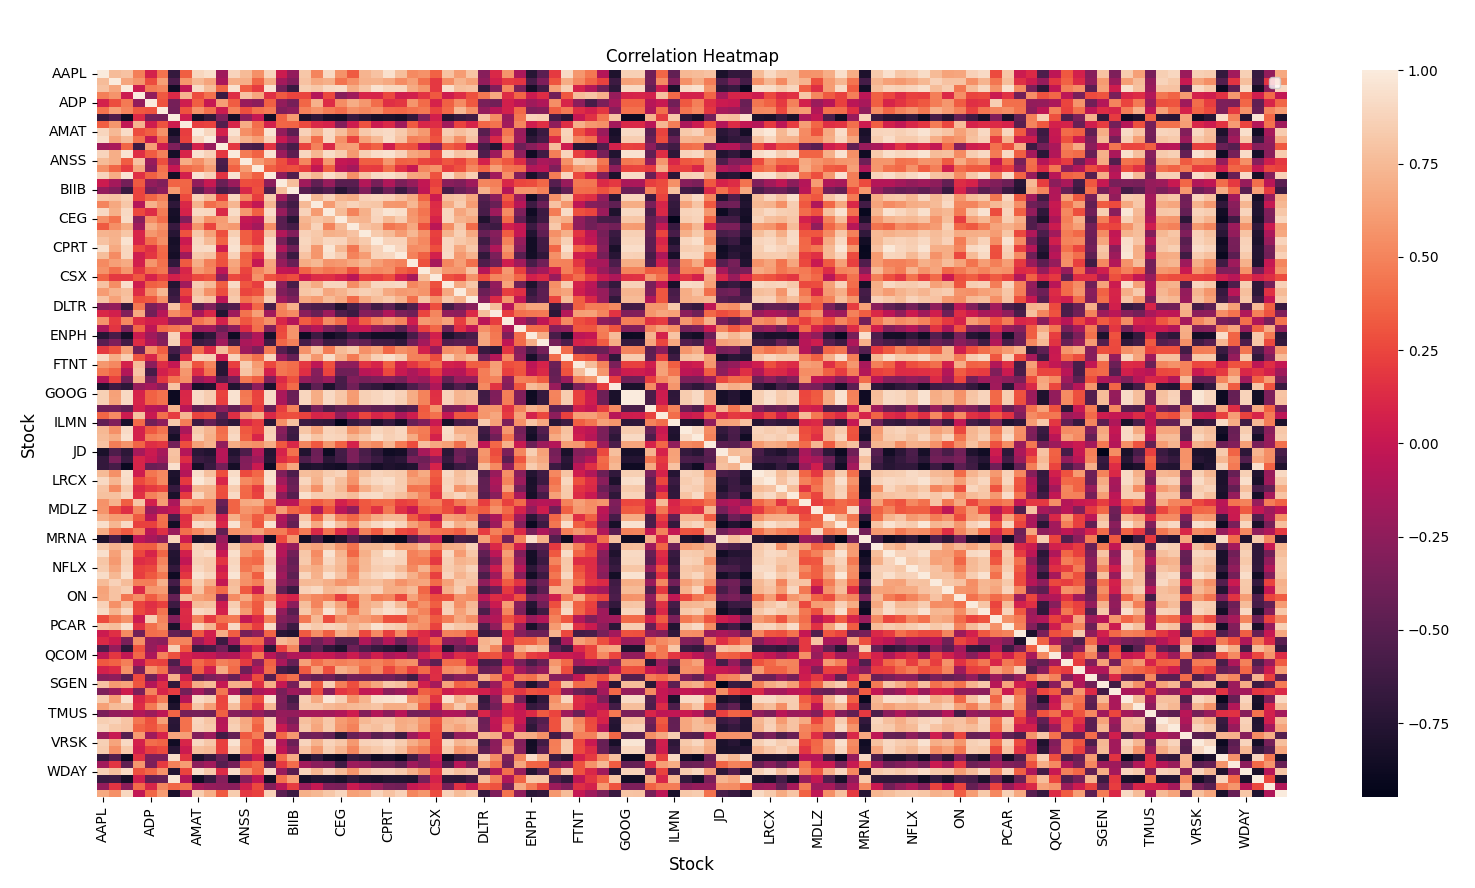 Correlation Heatmap
AAPL
ADP
AMAT
ANSS
BIIB
CEG
CPRT
CSX
DLTR
ENPH
FTNT
GOOG
ILMN
JD
LRCX
MDLZ
MRNA
NFLX
ON
PCAR
QCOM
SGEN
TMUS
VRSK
WDAY
Stock
AAPL
ADP
AMAT
ANSS
BIIB
CEG
CPRT
CSX
DLTR
ENPH
FTNT
GOOG
ILMN
JD
LRCX
MDLZ
MRNA
NFLX
ON
PCAR
QCOM
SGEN
TMUS
VRSK
WDAY
Stock
1.00
0.75
0.50
0.25
0.00
−0.25
−0.50
−0.75